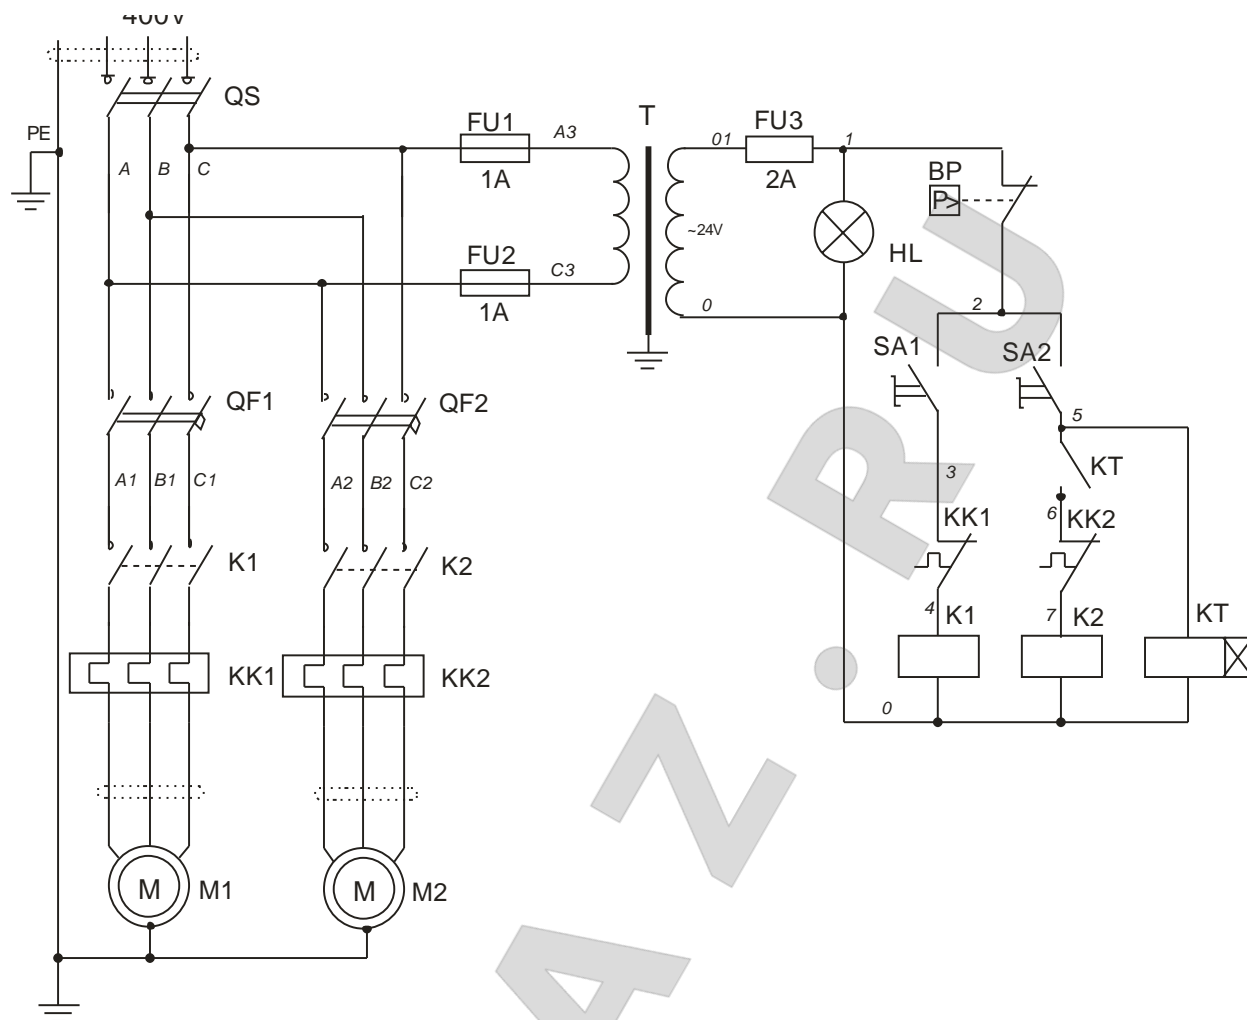 400V
QS
PE
A
B
C
FU1
A3
1A
T
01
FU3
1
2A
BP
P>
~24V
HL
FU2
C3
1A
0
2
SA1
SA2
QF1
QF2
5
A1
B1
C1
A2
B2
C2
3
KT
6
KK1
KK2
K1
K2
4
K1
7
K2
KT
KK1
KK2
0
M
M1
M
M2
AZ.RU